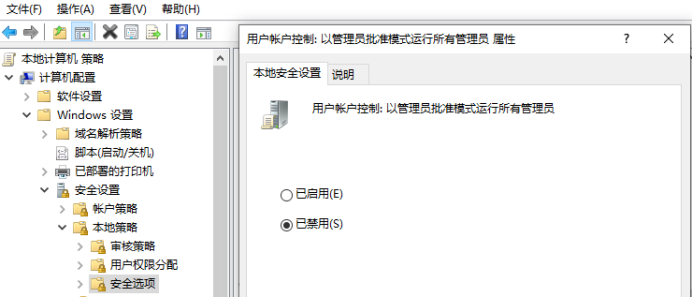 文件(F) 操作(A) 查看(V) 帮助(H)
本地计算机 策略
计算机配置
软件设置
Windows 设置
域名解析策略
脚本(启动/关机)
已部署的打印机
安全设置
帐户策略
本地策略
审核策略
用户权限分配
安全选项
用户帐户控制: 以管理员批准模式运行所有管理员 属性
本地安全设置 说明
用户帐户控制: 以管理员批准模式运行所有管理员
已启用(E)
已禁用(S)